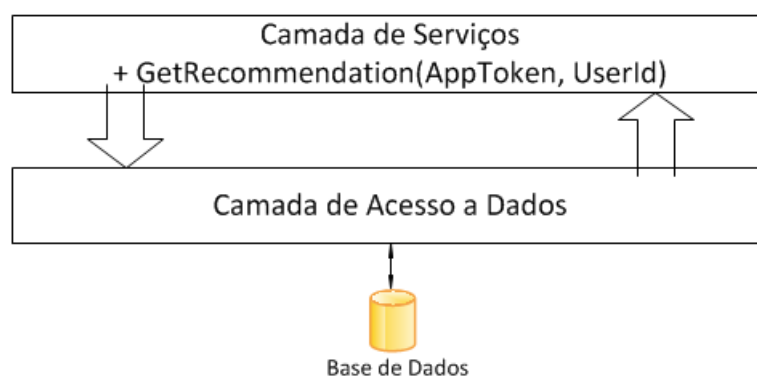 Camada de Serviços
+ GetRecommendation(AppToken, UserId)
Camada de Acesso a Dados
Base de Dados